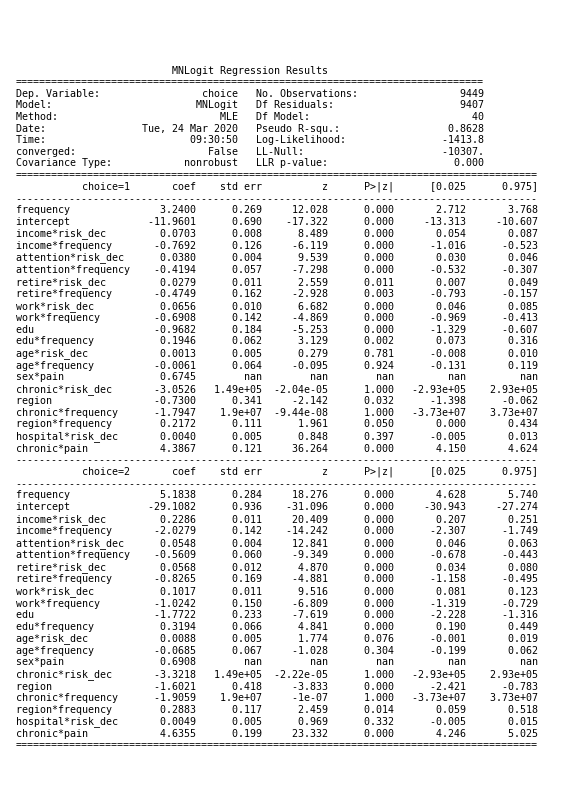 MNLogit Regression Results
==============================================================================
Dep. Variable: choice No. Observations: 9449
Model: MNLogit Df Residuals: 9407
Method: MLE Df Model: 40
Date: Tue, 24 Mar 2020 Pseudo R-squ.: 0.8628
Time: 09:30:50 Log-Likelihood: -1413.8
converged: False LL-Null: -10307.
Covariance Type: nonrobust LLR p-value: 0.000
=======================================================================================
choice=1 coef std err z P>|z| [0.025 0.975]
---------------------------------------------------------------------------------------
frequency 3.2400 0.269 12.028 0.000 2.712 3.768
intercept -11.9601 0.690 -17.322 0.000 -13.313 -10.607
income*risk_dec 0.0703 0.008 8.489 0.000 0.054 0.087
income*frequency -0.7692 0.126 -6.119 0.000 -1.016 -0.523
attention*risk_dec 0.0380 0.004 9.539 0.000 0.030 0.046
attention*frequency -0.4194 0.057 -7.298 0.000 -0.532 -0.307
retire*risk_dec 0.0279 0.011 2.559 0.011 0.007 0.049
retire*frequency -0.4749 0.162 -2.928 0.003 -0.793 -0.157
work*risk_dec 0.0656 0.010 6.682 0.000 0.046 0.085
work*frequency -0.6908 0.142 -4.869 0.000 -0.969 -0.413
edu -0.9682 0.184 -5.253 0.000 -1.329 -0.607
edu*frequency 0.1946 0.062 3.129 0.002 0.073 0.316
age*risk_dec 0.0013 0.005 0.279 0.781 -0.008 0.010
age*frequency -0.0061 0.064 -0.095 0.924 -0.131 0.119
sex*pain 0.6745 nan nan nan nan nan
chronic*risk_dec -3.0526 1.49e+05 -2.04e-05 1.000 -2.93e+05 2.93e+05
region -0.7300 0.341 -2.142 0.032 -1.398 -0.062
chronic*frequency -1.7947 1.9e+07 -9.44e-08 1.000 -3.73e+07 3.73e+07
region*frequency 0.2172 0.111 1.961 0.050 0.000 0.434
hospital*risk_dec 0.0040 0.005 0.848 0.397 -0.005 0.013
chronic*pain 4.3867 0.121 36.264 0.000 4.150 4.624
---------------------------------------------------------------------------------------
choice=2 coef std err z P>|z| [0.025 0.975]
---------------------------------------------------------------------------------------
frequency 5.1838 0.284 18.276 0.000 4.628 5.740
intercept -29.1082 0.936 -31.096 0.000 -30.943 -27.274
income*risk_dec 0.2286 0.011 20.409 0.000 0.207 0.251
income*frequency -2.0279 0.142 -14.242 0.000 -2.307 -1.749
attention*risk_dec 0.0548 0.004 12.841 0.000 0.046 0.063
attention*frequency -0.5609 0.060 -9.349 0.000 -0.678 -0.443
retire*risk_dec 0.0568 0.012 4.870 0.000 0.034 0.080
retire*frequency -0.8265 0.169 -4.881 0.000 -1.158 -0.495
work*risk_dec 0.1017 0.011 9.516 0.000 0.081 0.123
work*frequency -1.0242 0.150 -6.809 0.000 -1.319 -0.729
edu -1.7722 0.233 -7.619 0.000 -2.228 -1.316
edu*frequency 0.3194 0.066 4.841 0.000 0.190 0.449
age*risk_dec 0.0088 0.005 1.774 0.076 -0.001 0.019
age*frequency -0.0685 0.067 -1.028 0.304 -0.199 0.062
sex*pain 0.6908 nan nan nan nan nan
chronic*risk_dec -3.3218 1.49e+05 -2.22e-05 1.000 -2.93e+05 2.93e+05
region -1.6021 0.418 -3.833 0.000 -2.421 -0.783
chronic*frequency -1.9059 1.9e+07 -1e-07 1.000 -3.73e+07 3.73e+07
region*frequency 0.2883 0.117 2.459 0.014 0.059 0.518
hospital*risk_dec 0.0049 0.005 0.969 0.332 -0.005 0.015
chronic*pain 4.6355 0.199 23.332 0.000 4.246 5.025
=======================================================================================